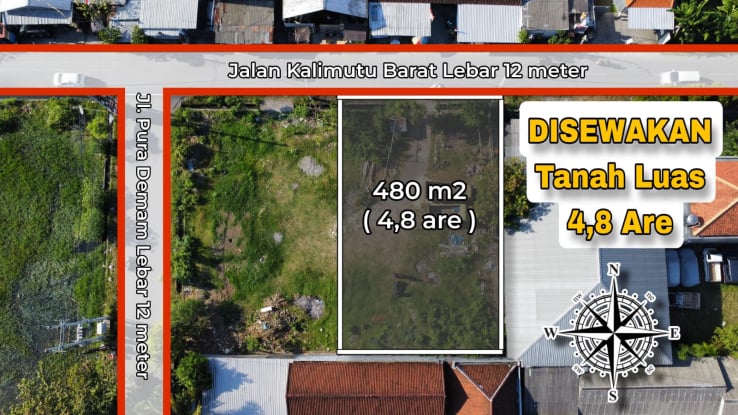 Jalan Kalimutu Barat Lebar 12 meter
Jl. Pura Demam Lebar 12 meter
480 m2
( 4,8 are )
DISEWAKAN
Tanah Luas
4,8 Are
N
W
E
S